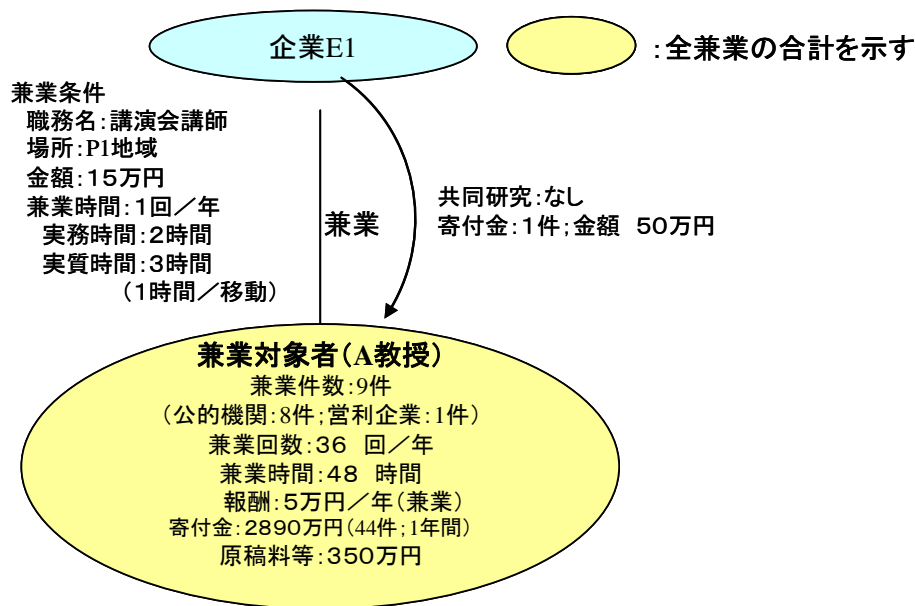 企業E1
:全兼業の合計を示す
兼業条件
職務名:講演会講師
場所:P1地域
金額:15万円
兼業時間:1回/年
実務時間:2時間
実質時間:3時間
(1時間/移動)
兼業
共同研究:なし
寄付金:1件;金額 50万円
兼業対象者(A教授)
兼業件数:9件
(公的機関:8件;営利企業:1件)
兼業回数:36 回/年
兼業時間:48 時間
報酬:5万円/年(兼業)
寄付金:2890万円(44件;1年間)
原稿料等:350万円